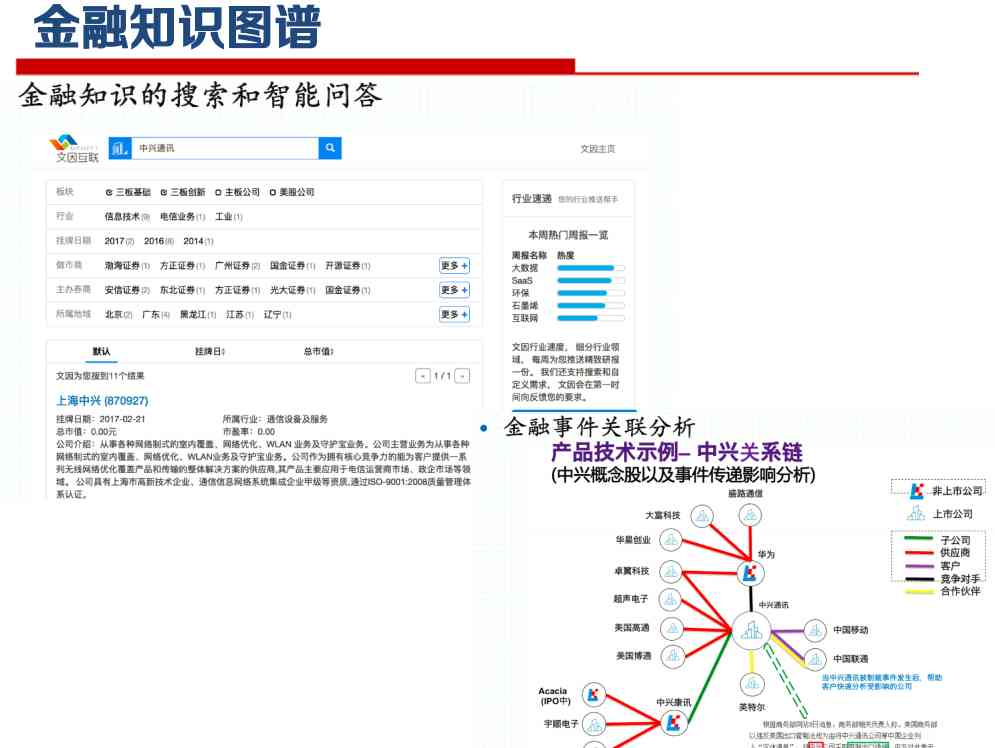 金融知识图谱
金融知识的搜索和智能问答
文因互联
中兴通讯
文因主页
板块 三板基础 三板创新 主板公司 美股公司
行业 信息技术(9) 电信业务(1) 工业(1)
挂牌日期 2017(2) 2016(8) 2014(1)
做市商 渤海证券(1) 方正证券(1) 广州证券(2) 国金证券(1) 开源证券(1) 更多 +
主办券商 安信证券(2) 东北证券(1) 方正证券(1) 光大证券(1) 国金证券(1) 更多 +
所属地域 北京(2) 广东(4) 黑龙江(1) 江苏(1) 辽宁(1) 更多 +
默认 挂牌日 总市值
文因为您搜到11个结果 « 1 / 1 »
上海中兴 (870927)
挂牌日期: 2017-02-21 所属行业: 通信设备及服务
总市值: 0.00元 市盈率: 0.00
公司介绍: 从事各种网络制式的室内覆盖、网络优化、WLAN 业务及守护宝业务。公司主营业务为从事各种
网络制式的室内覆盖、网络优化、WLAN业务及守护宝业务。公司作为拥有核心竞争力的能为客户提供一系
列无线网络优化覆盖产品和传输的整体解决方案的供应商,其产品主要应用于电信运营商市场、政企市场等领
域。 公司具有上海市高新技术企业、通信信息网络系统集成企业甲级等资质,通过ISO-9001:2008质量管理体
系认证。
行业速递 您的行业推送帮手
本周热门周报一览
周报名称 热度
大数据
SaaS
环保
石墨烯
互联网
文因行业速度, 细分行业领
域, 每周为您推送精致研报
一份。 我们还支持搜索和自
定义需求, 文因会在第一时
间向反馈您的要求。
• 金融事件关联分析
产品技术示例– 中兴关系链
(中兴概念股以及事件传递影响分析)
盛路通信
大富科技
华星创业
华为
卓翼科技
超声电子
中兴通讯
美国高通
中国移动
美国博通
中国联通
当中兴通讯被制裁事件发生后, 帮助
客户快速分析受影响的公司
Acacia
(IPO中)
中兴康讯
英特尔
宇顺电子
非上市公司
上市公司
子公司
供应商
客户
竞争对手
合作伙伴